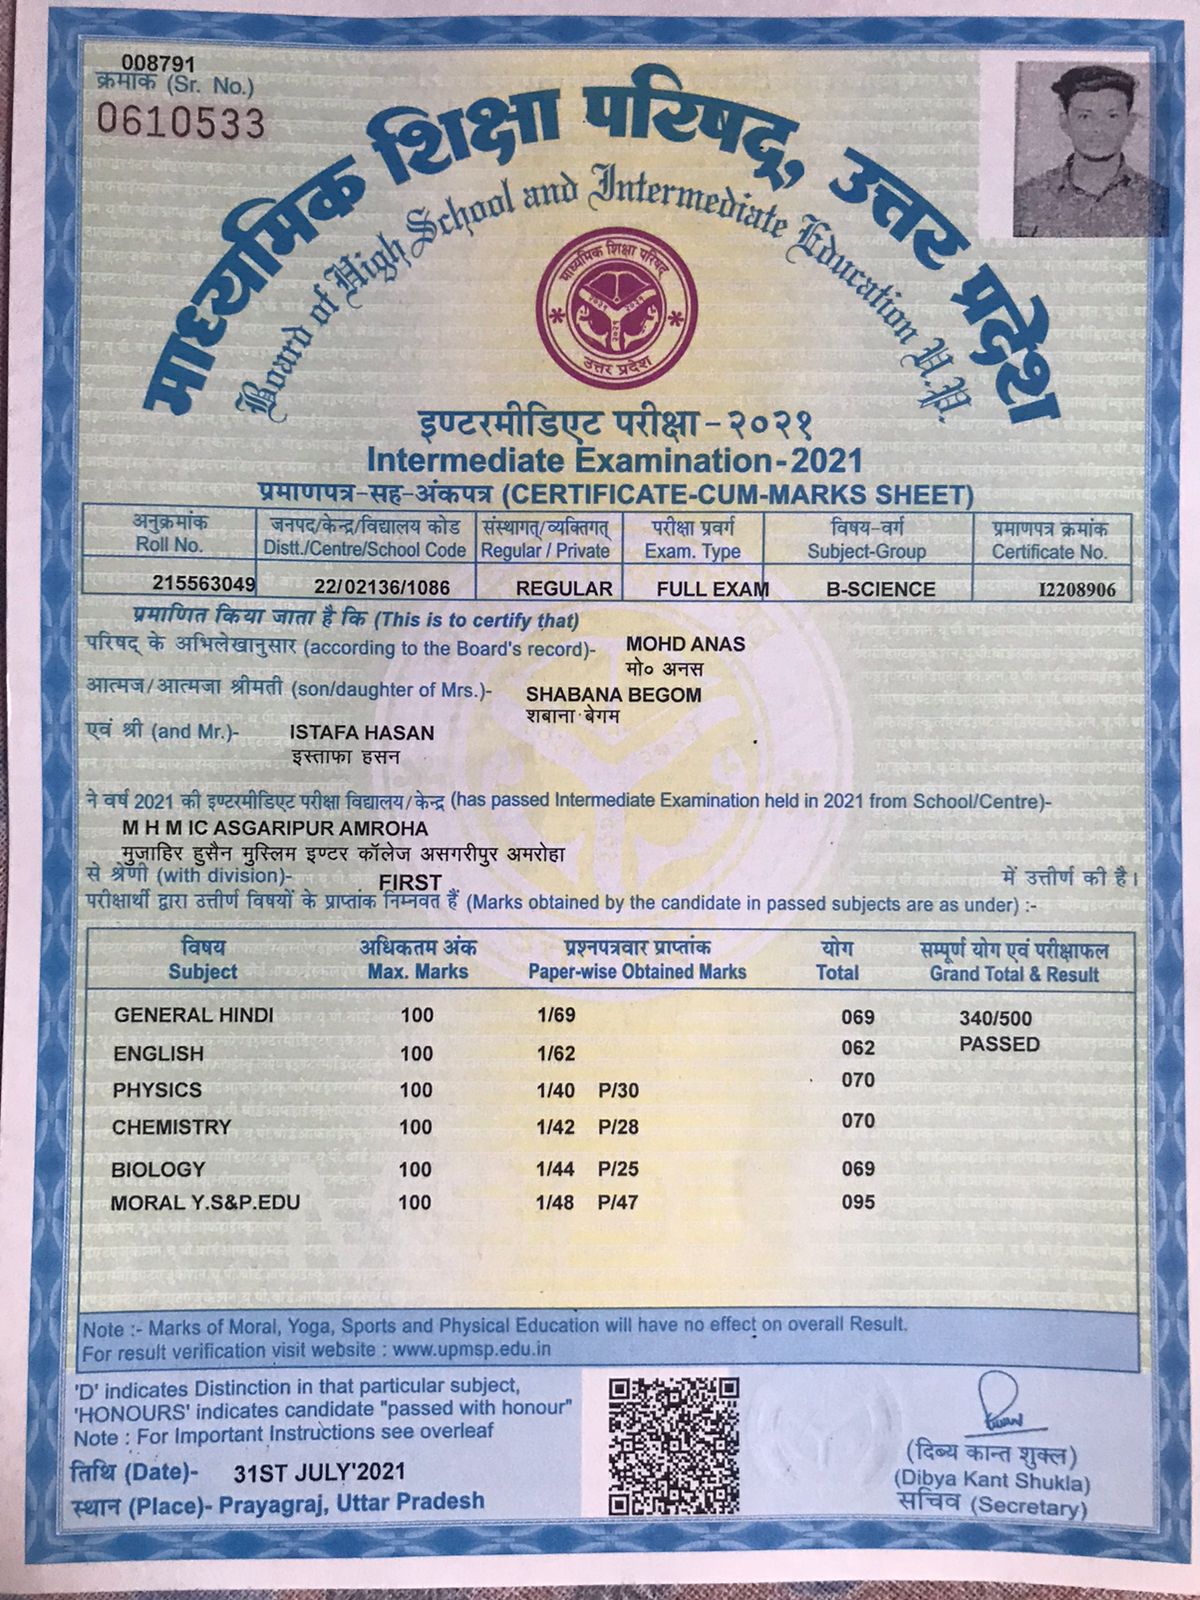 008791
क्रमांक (Sr. No.)
0610533
माध्यमिक शिक्षा परिषद्, उत्तर प्रदेश
Board of High School and Intermediate Education U.P.
माध्यमिक शिक्षा परिषद्
उत्तर प्रदेश
इण्टरमीडिएट परीक्षा-२०२१
Intermediate Examination-2021
प्रमाणपत्र-सह-अंकपत्र (CERTIFICATE-CUM-MARKS SHEET)
अनुक्रमांक जनपद/केन्द्र/विद्यालय कोड संस्थागत्/व्यक्तिगत् परीक्षा प्रवर्ग विषय-वर्ग प्रमाणपत्र क्रमांक
Roll No. Distt./Centre/School Code Regular / Private Exam. Type Subject-Group Certificate No.
215563049 22/02136/1086 REGULAR FULL EXAM B-SCIENCE I2208906
प्रमाणित किया जाता है कि (This is to certify that)
परिषद् के अभिलेखानुसार (according to the Board's record)- MOHD ANAS
मो० अनस
आत्मज/आत्मजा श्रीमती (son/daughter of Mrs.)- SHABANA BEGOM
शबाना बेगम
एवं श्री (and Mr.)- ISTAFA HASAN
इस्ताफा हसन
ने वर्ष 2021 की इण्टरमीडिएट परीक्षा विद्यालय/केन्द्र (has passed Intermediate Examination held in 2021 from School/Centre)-
M H M IC ASGARIPUR AMROHA
मुजाहिर हुसैन मुस्लिम इण्टर कॉलेज असगरीपुर अमरोहा
से श्रेणी (with division)- FIRST में उत्तीर्ण की है।
परीक्षार्थी द्वारा उत्तीर्ण विषयों के प्राप्तांक निम्नवत हैं (Marks obtained by the candidate in passed subjects are as under) :-
विषय अधिकतम अंक प्रश्नपत्रवार प्राप्तांक योग सम्पूर्ण योग एवं परीक्षाफल
Subject Max. Marks Paper-wise Obtained Marks Total Grand Total & Result
GENERAL HINDI 100 1/69 069 340/500
ENGLISH 100 1/62 062 PASSED
PHYSICS 100 1/40 P/30 070
CHEMISTRY 100 1/42 P/28 070
BIOLOGY 100 1/44 P/25 069
MORAL Y.S&P.EDU 100 1/48 P/47 095
Note :- Marks of Moral, Yoga, Sports and Physical Education will have no effect on overall Result.
For result verification visit website : www.upmsp.edu.in
'D' indicates Distinction in that particular subject,
'HONOURS' indicates candidate "passed with honour"
Note : For Important Instructions see overleaf
तिथि (Date)- 31ST JULY'2021
स्थान (Place)- Prayagraj, Uttar Pradesh
(दिब्य कान्त शुक्ल)
(Dibya Kant Shukla)
सचिव (Secretary)